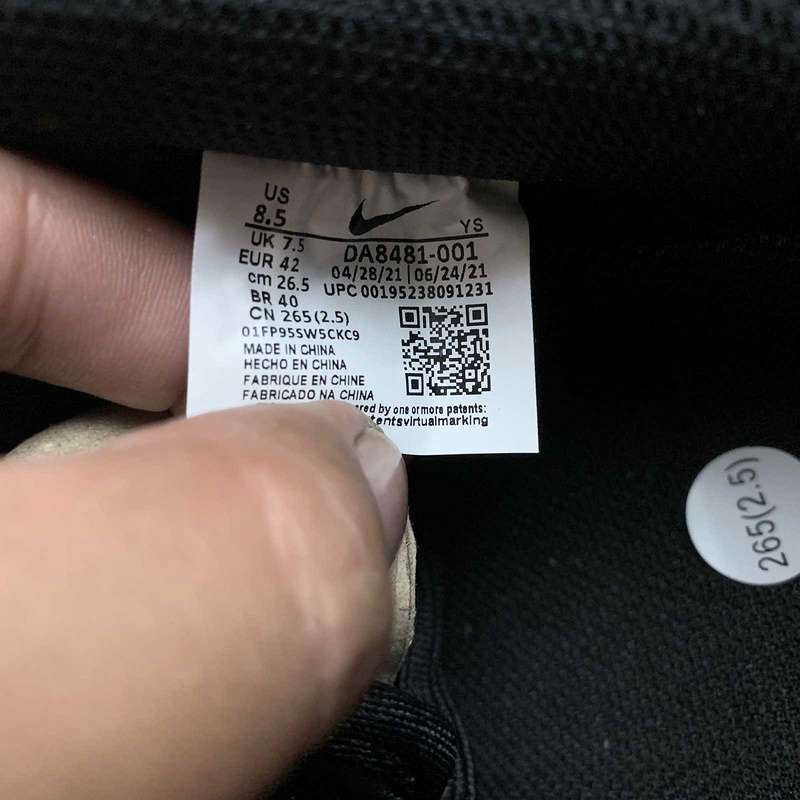 US
8.5
YS
UK 7.5
DA8481-001
EUR 42
04/28/21 | 06/24/21
cm 26.5
UPC 00195238091231
BR 40
CN 265(2.5)
01FP95SW5CKC9
MADE IN CHINA
HECHO EN CHINA
FABRIQUE EN CHINE
FABRICADO NA CHINA
by one or more patents:
265(2.5)